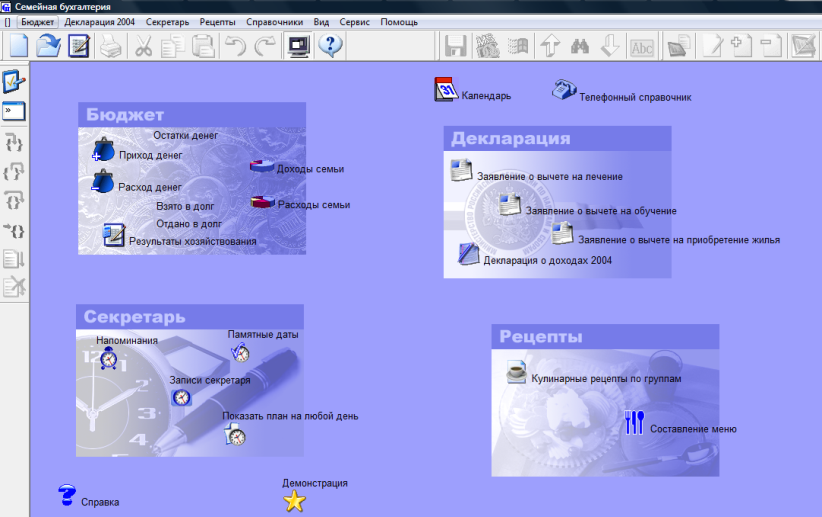 Семейная бухгалтерия
[] Бюджет Декларация 2004 Секретарь Рецепты Справочники Вид Сервис Помощь
Abc
31 Календарь
Телефонный справочник
Бюджет
Остатки денег
Приход денег
Доходы семьи
Расход денег
Взято в долг
Расходы семьи
Отдано в долг
Результаты хозяйствования
Декларация
Заявление о вычете на лечение
Заявление о вычете на обучение
Заявление о вычете на приобретение жилья
Декларация о доходах 2004
Секретарь
Напоминания
Памятные даты
Записи секретаря
Показать план на любой день
Рецепты
Кулинарные рецепты по группам
Составление меню
Справка
Демонстрация